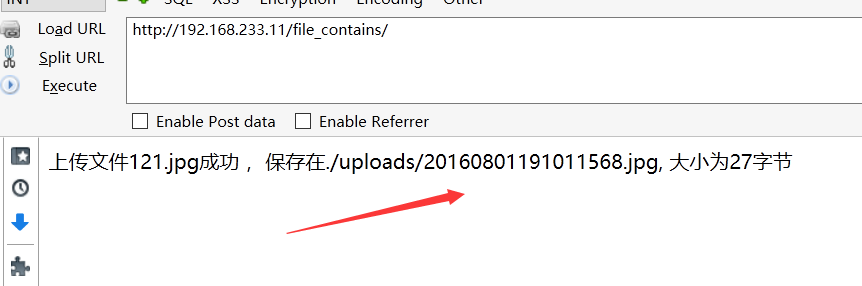 INT SQL XSS Encryption Encoding Other
Load URL
http://192.168.233.11/file_contains/
Split URL
Execute
Enable Post data Enable Referrer
上传文件121.jpg成功 ，保存在./uploads/20160801191011568.jpg, 大小为27字节